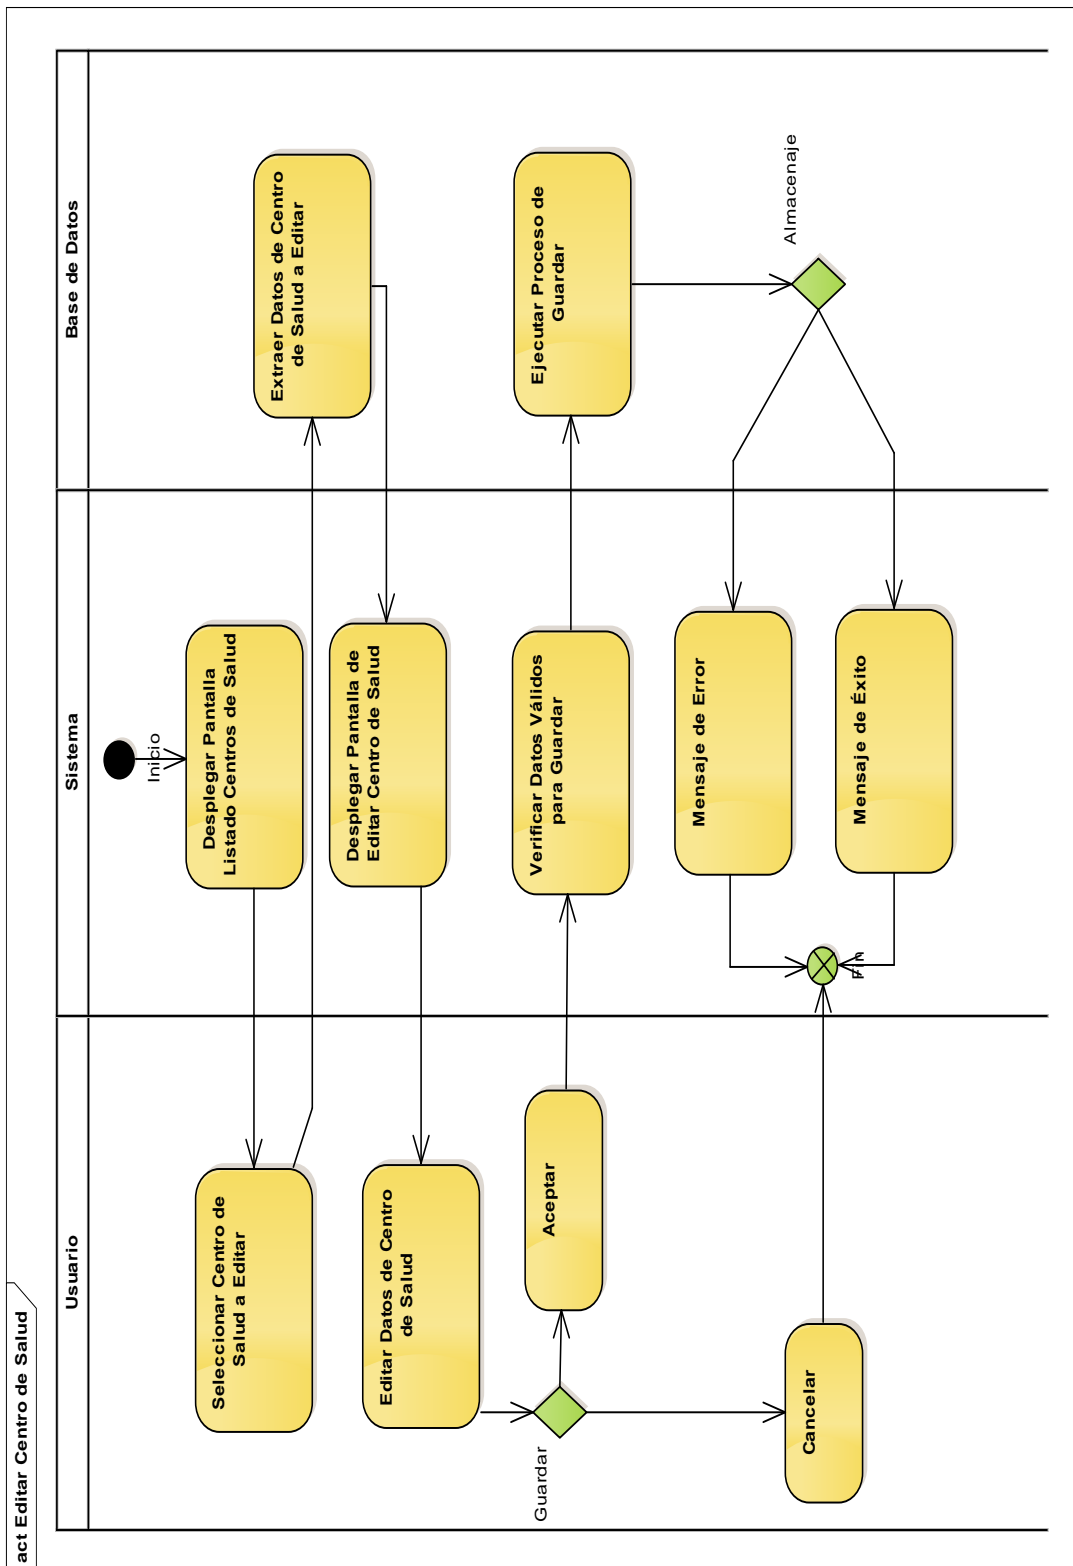 act Editar Centro de Salud
Usuario
Sistema
Base de Datos
Inicio
Desplegar Pantalla
Listado Centros de Salud
Seleccionar Centro de
Salud a Editar
Extraer Datos de Centro
de Salud a Editar
Desplegar Pantalla de
Editar Centro de Salud
Editar Datos de Centro
de Salud
Guardar
Aceptar
Verificar Datos Válidos
para Guardar
Ejecutar Proceso de
Guardar
Almacenaje
Mensaje de Error
Mensaje de Éxito
Cancelar
Fin